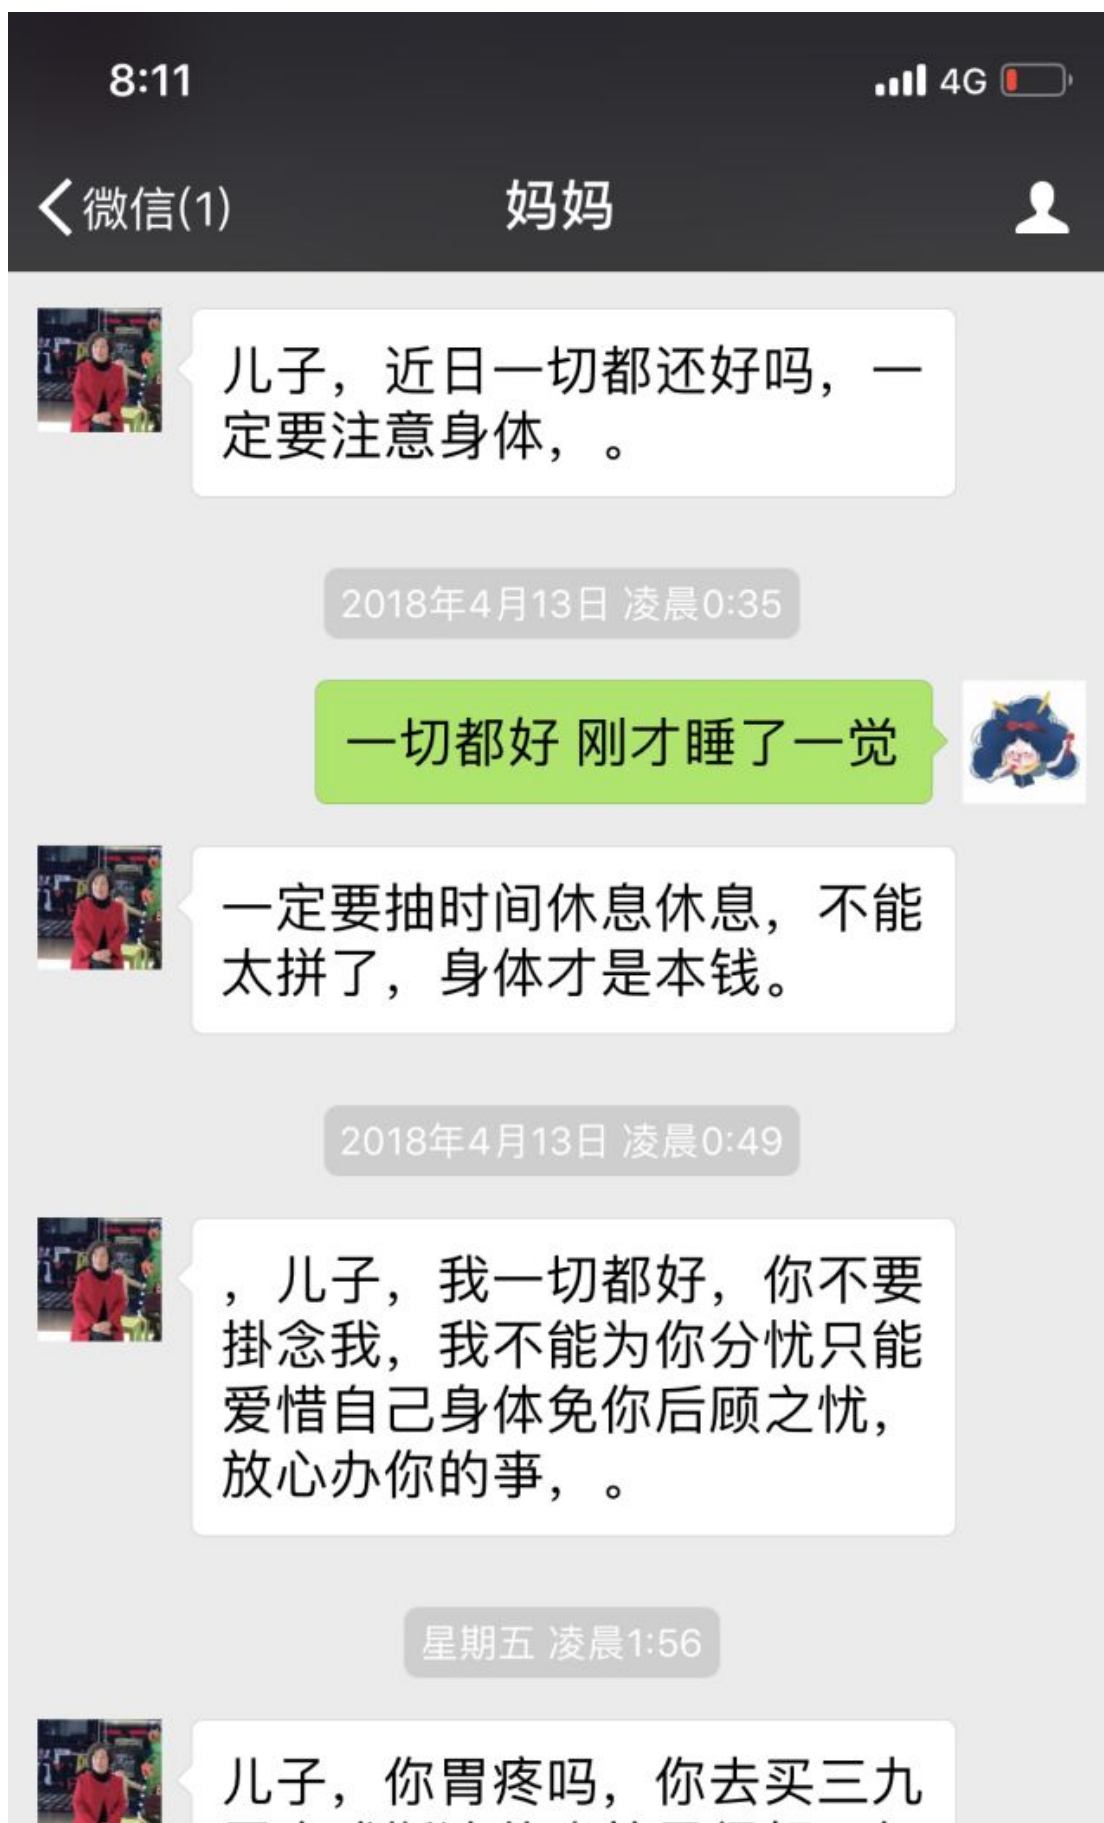 8:11
4G
微信(1)
妈妈
儿子，近日一切都还好吗，一
定要注意身体，。
2018年4月13日 凌晨0:35
一切都好 刚才睡了一觉
一定要抽时间休息休息，不能
太拼了，身体才是本钱。
2018年4月13日 凌晨0:49
，儿子，我一切都好，你不要
掛念我，我不能为你分忧只能
爱惜自己身体免你后顾之忧，
放心办你的亊，。
星期五 凌晨1:56
儿子，你胃疼吗，你去买三九